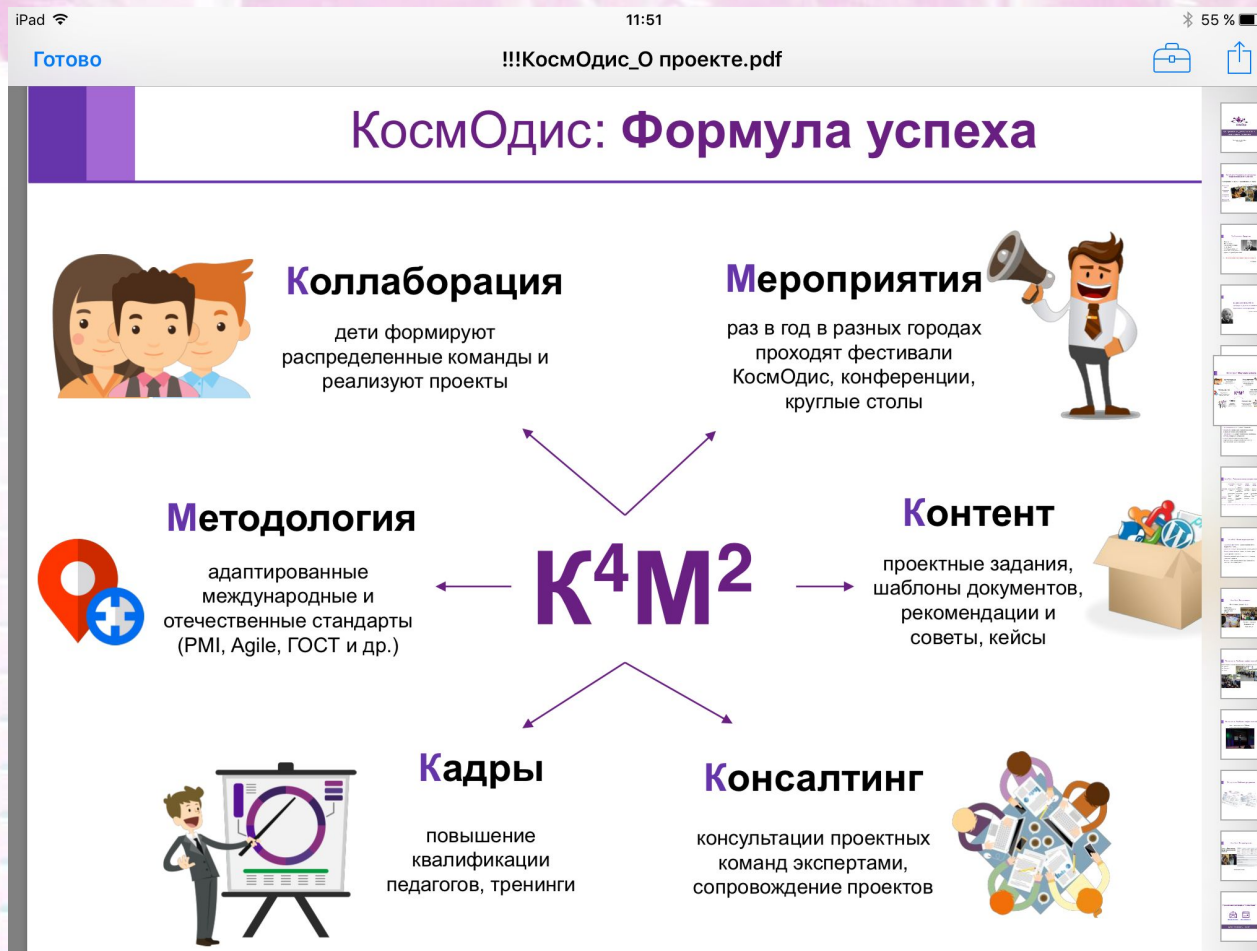 iPad 11:51 55 %
Готово !!!КосмОдис_О проекте.pdf
КосмОдис: Формула успеха
Коллаборация
дети формируют
распределенные команды и
реализуют проекты
Мероприятия
раз в год в разных городах
проходят фестивали
КосмОдис, конференции,
круглые столы
Методология
адаптированные
международные и
отечественные стандарты
(PMI, Agile, ГОСТ и др.)
К⁴М²
Контент
проектные задания,
шаблоны документов,
рекомендации и
советы, кейсы
Кадры
повышение
квалификации
педагогов, тренинги
Консалтинг
консультации проектных
команд экспертами,
сопровождение проектов